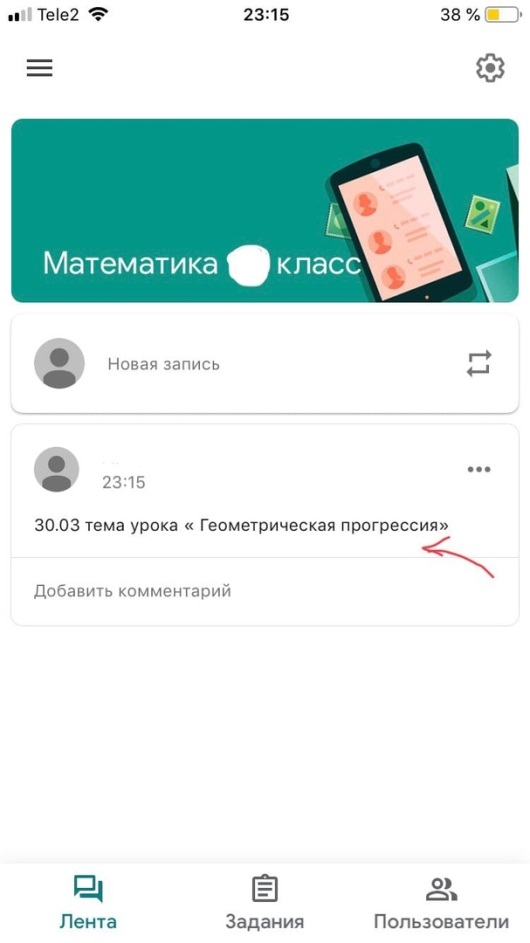 Tele2 23:15 38 %
Математика класс
Новая запись
23:15
30.03 тема урока « Геометрическая прогрессия»
Добавить комментарий
Лента Задания Пользователи